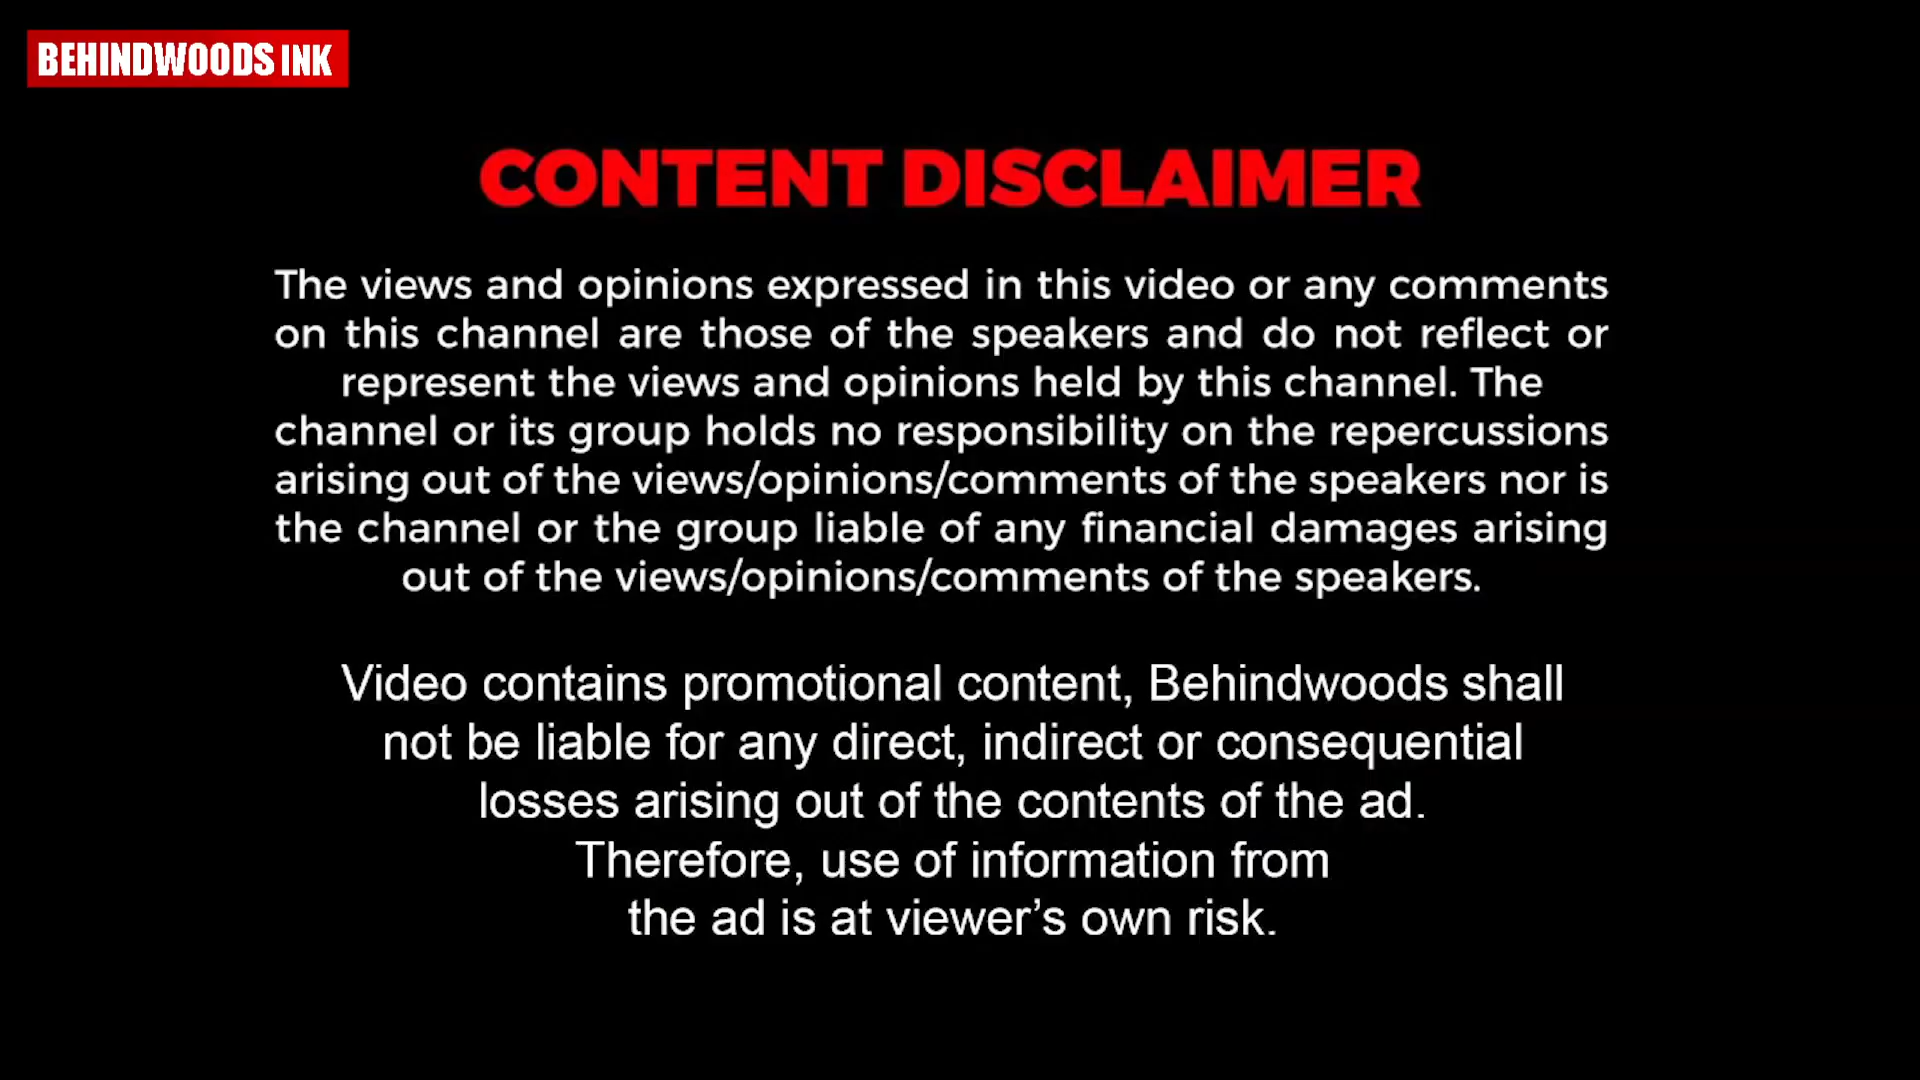 BEHINDWOODS INK
CONTENT DISCLAIMER
The views and opinions expressed in this video or any comments
on this channel are those of the speakers and do not reflect or
represent the views and opinions held by this channel. The
channel or its group holds no responsibility on the repercussions
arising out of the views/opinions/comments of the speakers nor is
the channel or the group liable of any financial damages arising
out of the views/opinions/comments of the speakers.
Video contains promotional content, Behindwoods shall
not be liable for any direct, indirect or consequential
losses arising out of the contents of the ad.
Therefore, use of information from
the ad is at viewer’s own risk.